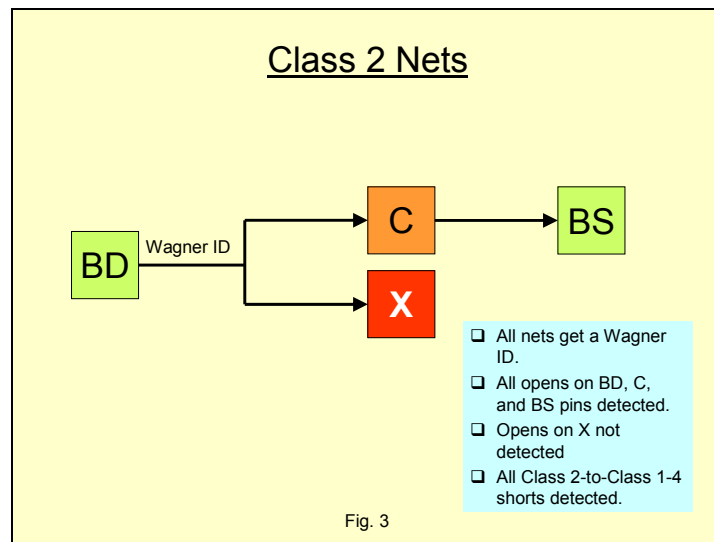 Class 2 Nets
BD
Wagner ID
C
BS
X
❑ All nets get a Wagner
ID.
❑ All opens on BD, C,
and BS pins detected.
❑ Opens on X not
detected
❑ All Class 2-to-Class 1-4
shorts detected.
Fig. 3